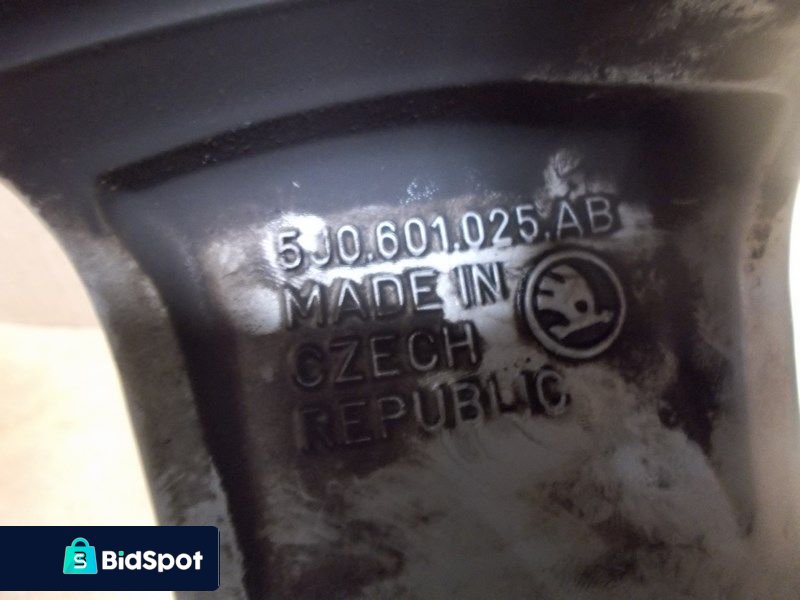 5J0.601.025.AB
MADE IN
CZECH
REPUBLIC
BidSpot